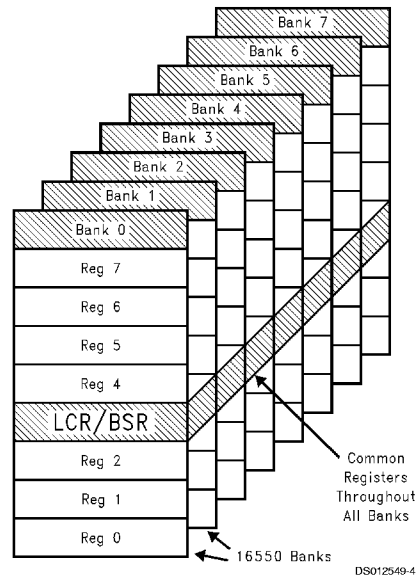 Bank 7
Bank 6
Bank 5
Bank 4
Bank 3
Bank 2
Bank 1
Bank 0
Reg 7
Reg 6
Reg 5
Reg 4
LCR/BSR
Reg 2
Reg 1
Reg 0
Common
Registers
Throughout
All Banks
16550 Banks
DS012549-4